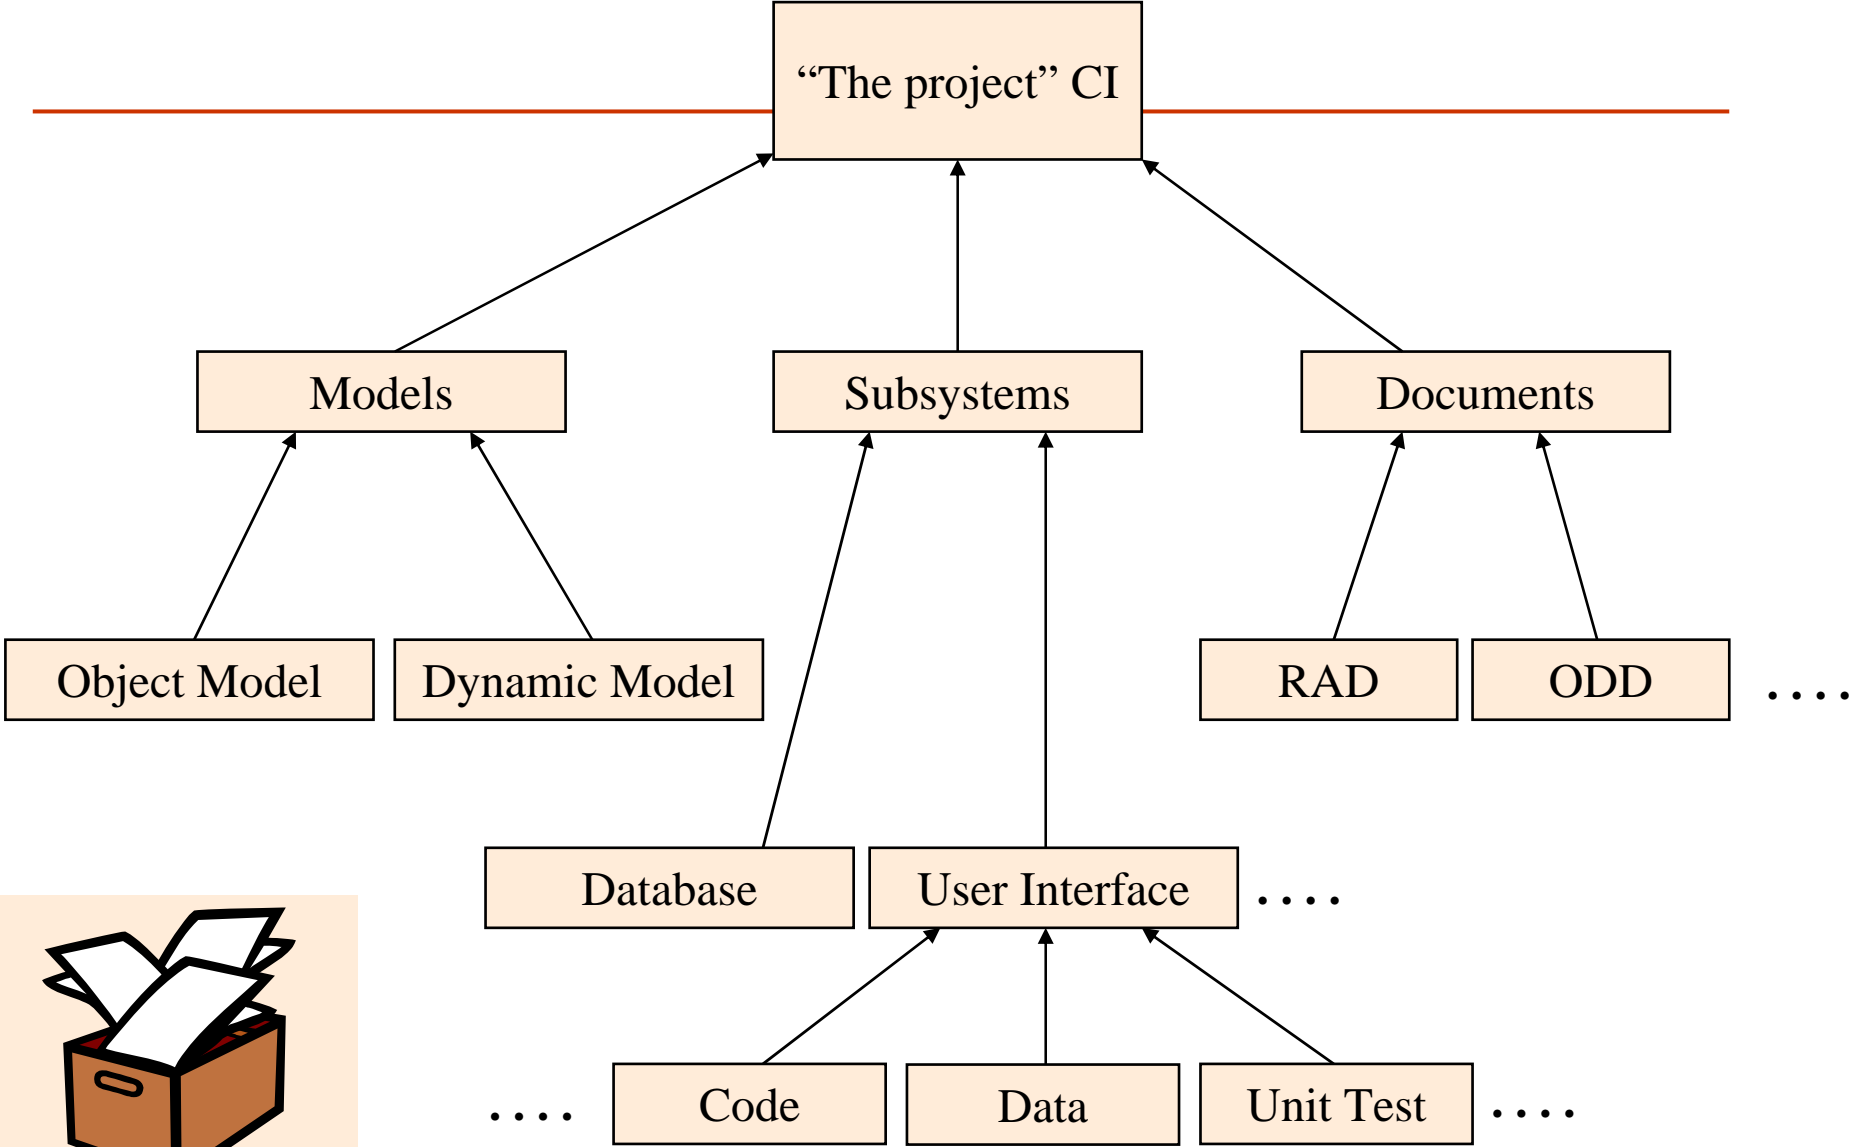 “The project” CI
Models
Subsystems
Documents
Object Model
Dynamic Model
RAD
ODD
....
Database
User Interface
....
....
Code
Data
Unit Test
....